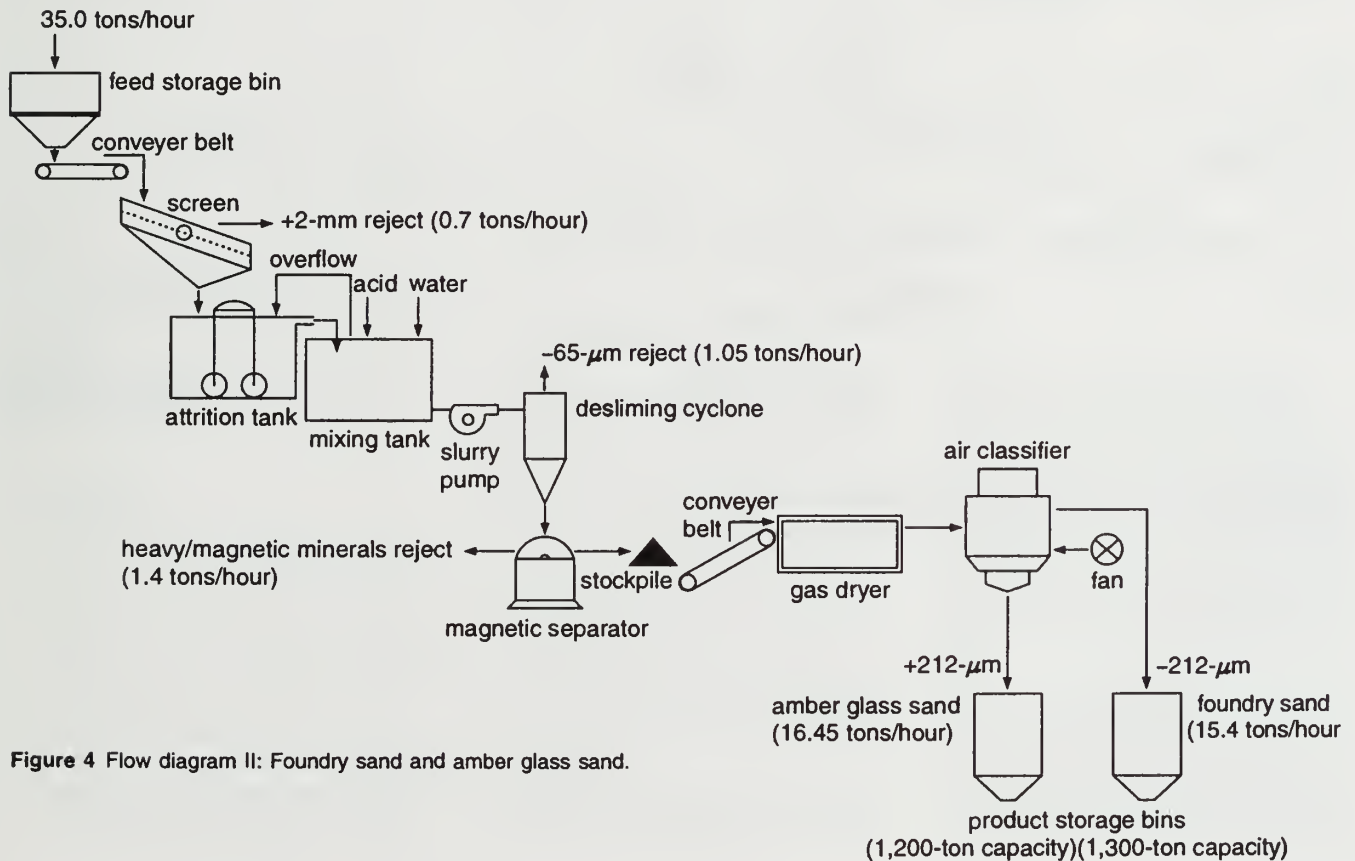 35.0 tons/hour
feed storage bin
conveyer belt
screen
+2-mm reject (0.7 tons/hour)
overflow
acid water
attrition tank
mixing tank
slurry
pump
–65-μm reject (1.05 tons/hour)
desliming cyclone
heavy/magnetic minerals reject
(1.4 tons/hour)
magnetic separator
stockpile
conveyer
belt
gas dryer
air classifier
fan
+212-μm
–212-μm
amber glass sand
(16.45 tons/hour)
foundry sand
(15.4 tons/hour
product storage bins
(1,200-ton capacity)(1,300-ton capacity)
Figure 4 Flow diagram II: Foundry sand and amber glass sand.